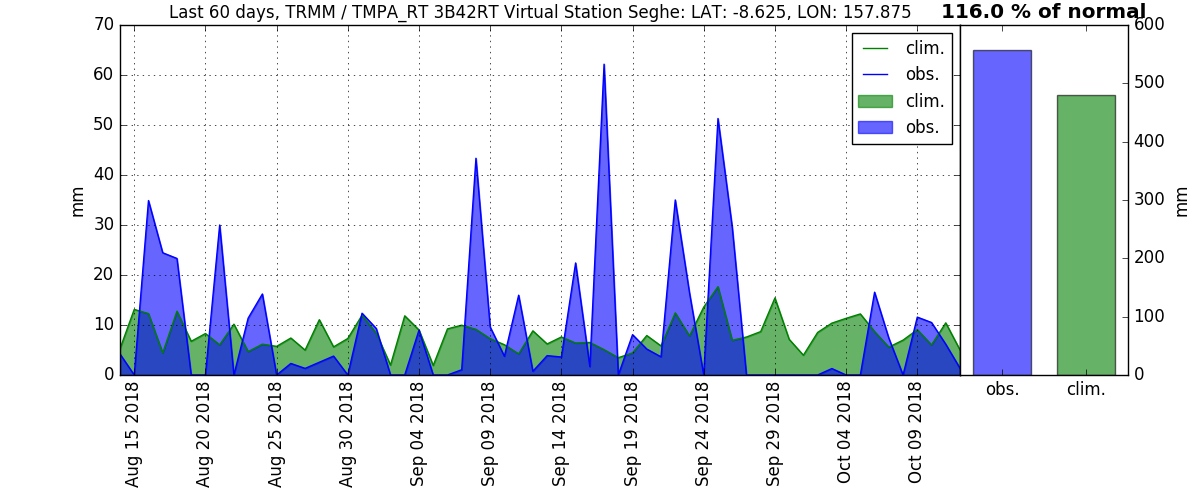 Last 60 days, TRMM / TMPA_RT 3B42RT Virtual Station Seghe: LAT: -8.625, LON: 157.875
116.0 % of normal
70
60
50
40
30
20
10
0
mm
clim.
obs.
clim.
obs.
600
500
400
300
200
100
0
mm
obs.
clim.
Aug 15 2018
Aug 20 2018
Aug 25 2018
Aug 30 2018
Sep 04 2018
Sep 09 2018
Sep 14 2018
Sep 19 2018
Sep 24 2018
Sep 29 2018
Oct 04 2018
Oct 09 2018